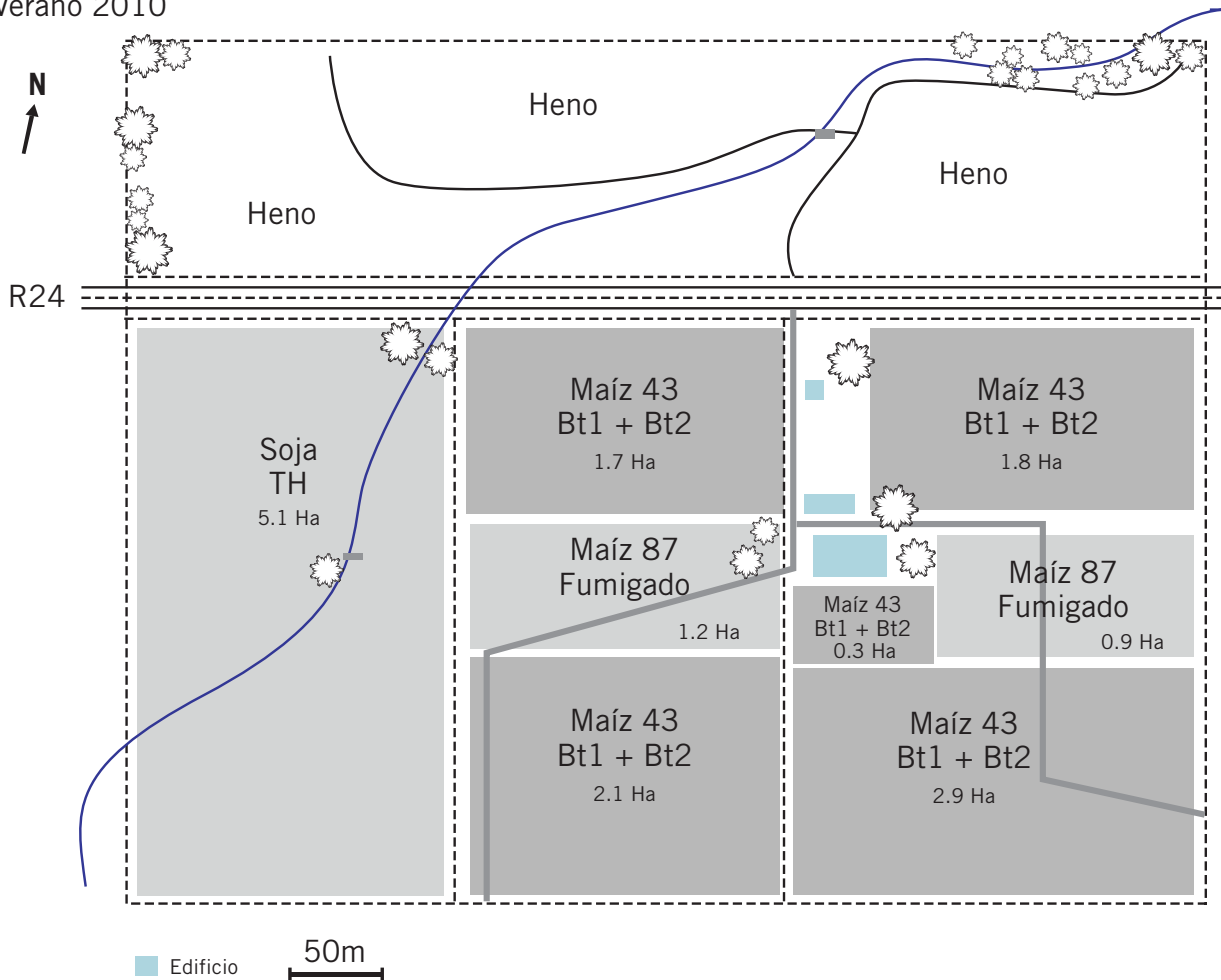 Verano 2010
N
Heno
Heno
Heno
R24
Soja
TH
5.1 Ha
Maíz 43
Bt1 + Bt2
1.7 Ha
Maíz 43
Bt1 + Bt2
1.8 Ha
Maíz 87
Fumigado
1.2 Ha
Maíz 87
Fumigado
0.9 Ha
Maíz 43
Bt1 + Bt2
0.3 Ha
Maíz 43
Bt1 + Bt2
2.1 Ha
Maíz 43
Bt1 + Bt2
2.9 Ha
Edificio
50m